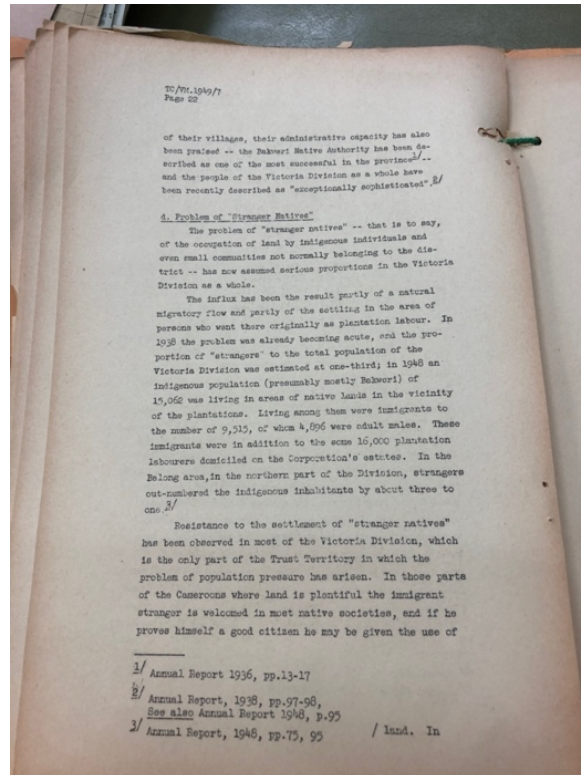 TC/VM.1949/7
Page 22
of their villages, their administrative capacity has also
been praised -- the Bakweri Native Authority has been de-
scribed as one of the most successful in the province 1/ --
and the people of the Victoria Division as a whole have
been recently described as "exceptionally sophisticated". 2/
d. Problem of "Stranger Natives"
The problem of "stranger natives" -- that is to say,
of the occupation of land by indigenous individuals and
even small communities not normally belonging to the dis-
trict -- has now assumed serious proportions in the Victoria
Division as a whole.
The influx has been the result partly of a natural
migratory flow and partly of the settling in the area of
persons who went there originally as plantation labour. In
1938 the problem was already becoming acute, and the pro-
portion of "strangers" to the total population of the
Victoria Division was estimated at one-third; in 1948 an
indigenous population (presumably mostly Bakweri) of
15,062 was living in areas of native lands in the vicinity
of the plantations. Living among them were immigrants to
the number of 9,515, of whom 4,896 were adult males. These
immigrants were in addition to the some 16,000 plantation
labourers domiciled on the Corporation's estates. In the
Balong area, in the northern part of the Division, strangers
out-numbered the indigenous inhabitants by about three to
one. 3/
Resistance to the settlement of "stranger natives"
has been observed in most of the Victoria Division, which
is the only part of the Trust Territory in which the
problem of population pressure has arisen. In those parts
of the Cameroons where land is plentiful the immigrant
stranger is welcomed in most native societies, and if he
proves himself a good citizen he may be given the use of
1/ Annual Report 1936, pp.13-17
2/ Annual Report, 1938, pp.97-98,
See also Annual Report 1948, p.95
3/ Annual Report, 1948, pp.75, 95
/ land. In